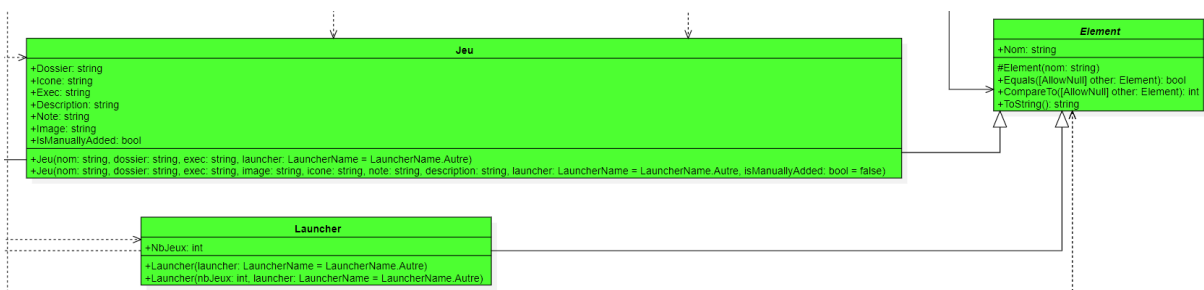 Jeu
+Dossier: string
+Icone: string
+Exec: string
+Description: string
+Note: string
+Image: string
+IsManuallyAdded: bool
+Jeu(nom: string, dossier: string, exec: string, launcher: LauncherName = LauncherName.Autre)
+Jeu(nom: string, dossier: string, exec: string, image: string, icone: string, note: string, description: string, launcher: LauncherName = LauncherName.Autre, isManuallyAdded: bool = false)
Element
+Nom: string
#Element(nom: string)
+Equals([AllowNull] other: Element): bool
+CompareTo([AllowNull] other: Element): int
+ToString(): string
Launcher
+NbJeux: int
+Launcher(launcher: LauncherName = LauncherName.Autre)
+Launcher(nbJeux: int, launcher: LauncherName = LauncherName.Autre)